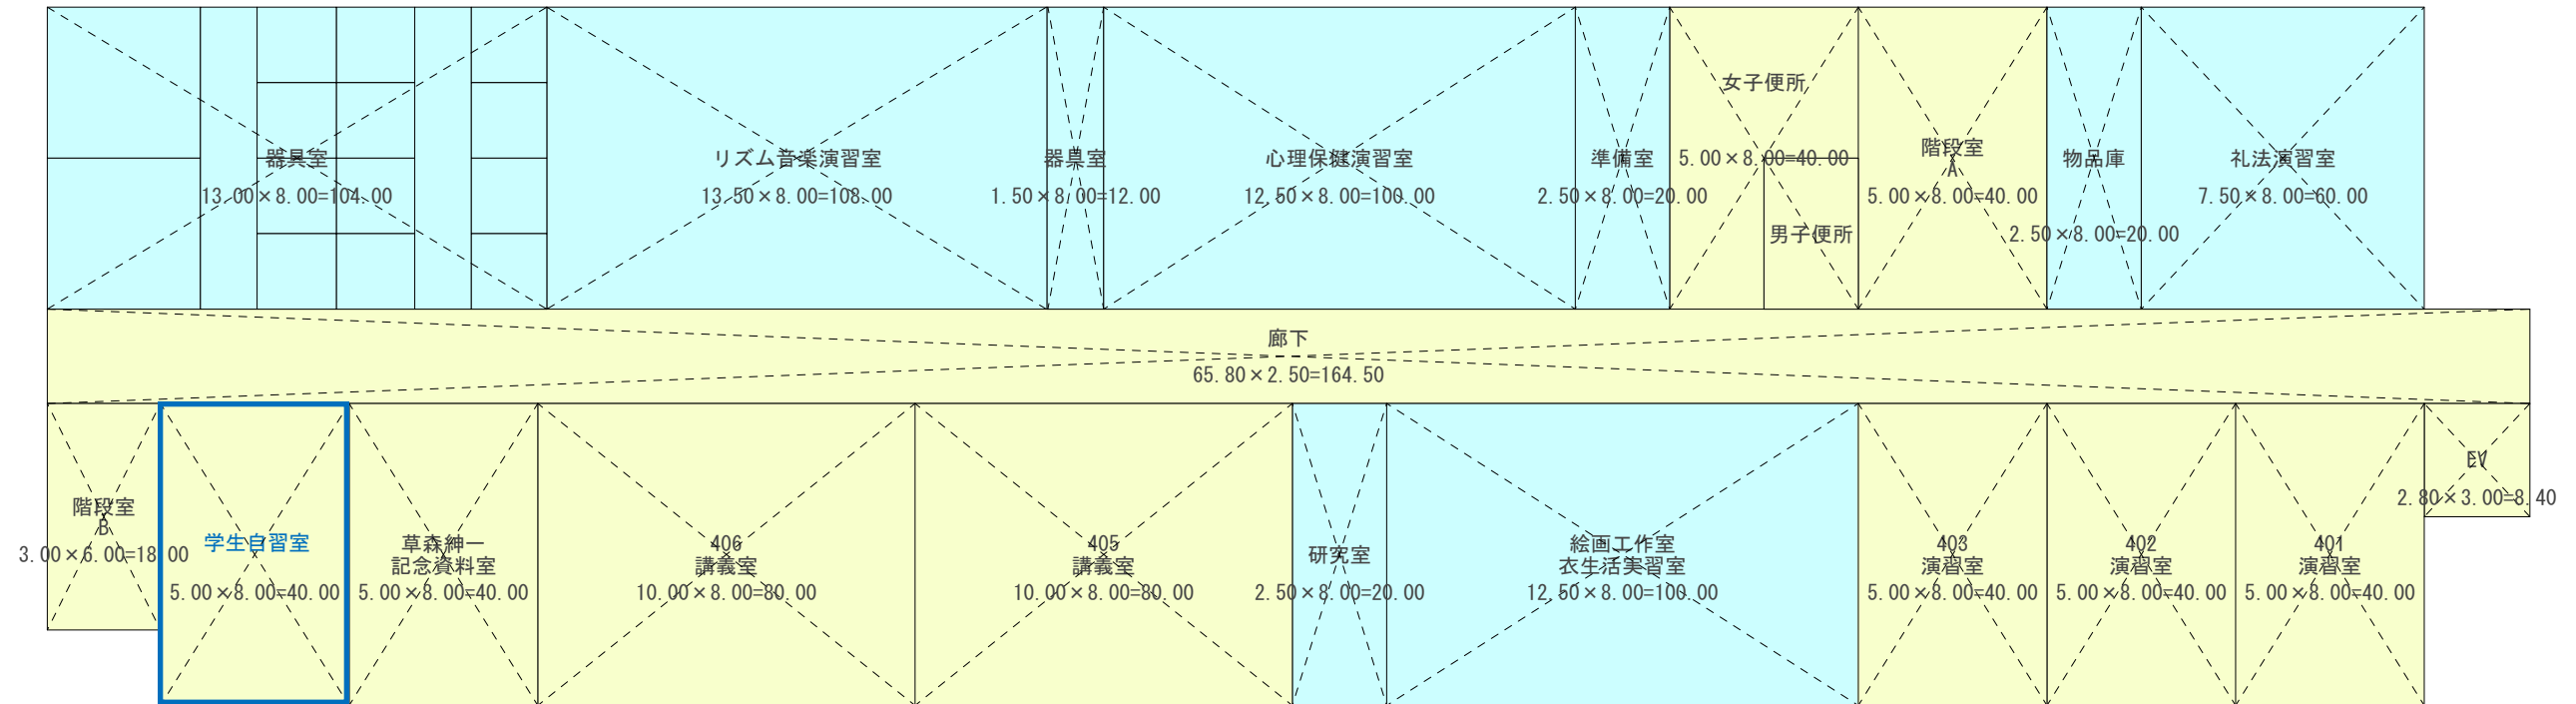 器具室
13.00×8.00=104.00
リズム音楽演習室
13.50×8.00=108.00
器具室
1.50×8.00=12.00
心理保健演習室
12.50×8.00=100.00
準備室
2.50×8.00=20.00
女子便所
5.00×8.00=40.00
男子便所
階段室
A
5.00×8.00=40.00
物品庫
2.50×8.00=20.00
礼法演習室
7.50×8.00=60.00
廊下
65.80×2.50=164.50
階段室
B
3.00×6.00=18.00
学生自習室
5.00×8.00=40.00
草森紳一
記念資料室
5.00×8.00=40.00
406
講義室
10.00×8.00=80.00
405
講義室
10.00×8.00=80.00
研究室
2.50×8.00=20.00
絵画工作室
衣生活実習室
12.50×8.00=100.00
403
演習室
5.00×8.00=40.00
402
演習室
5.00×8.00=40.00
401
演習室
5.00×8.00=40.00
EV
2.80×3.00=8.40